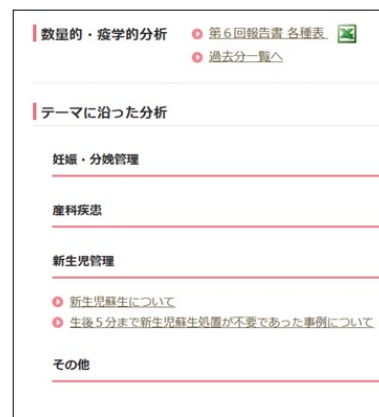 数量的・疫学的分析
第６回報告書 各種表
過去分一覧へ
テーマに沿った分析
妊娠・分娩管理
産科疾患
新生児管理
新生児蘇生について
生後５分まで新生児蘇生処置が不要であった事例について
その他